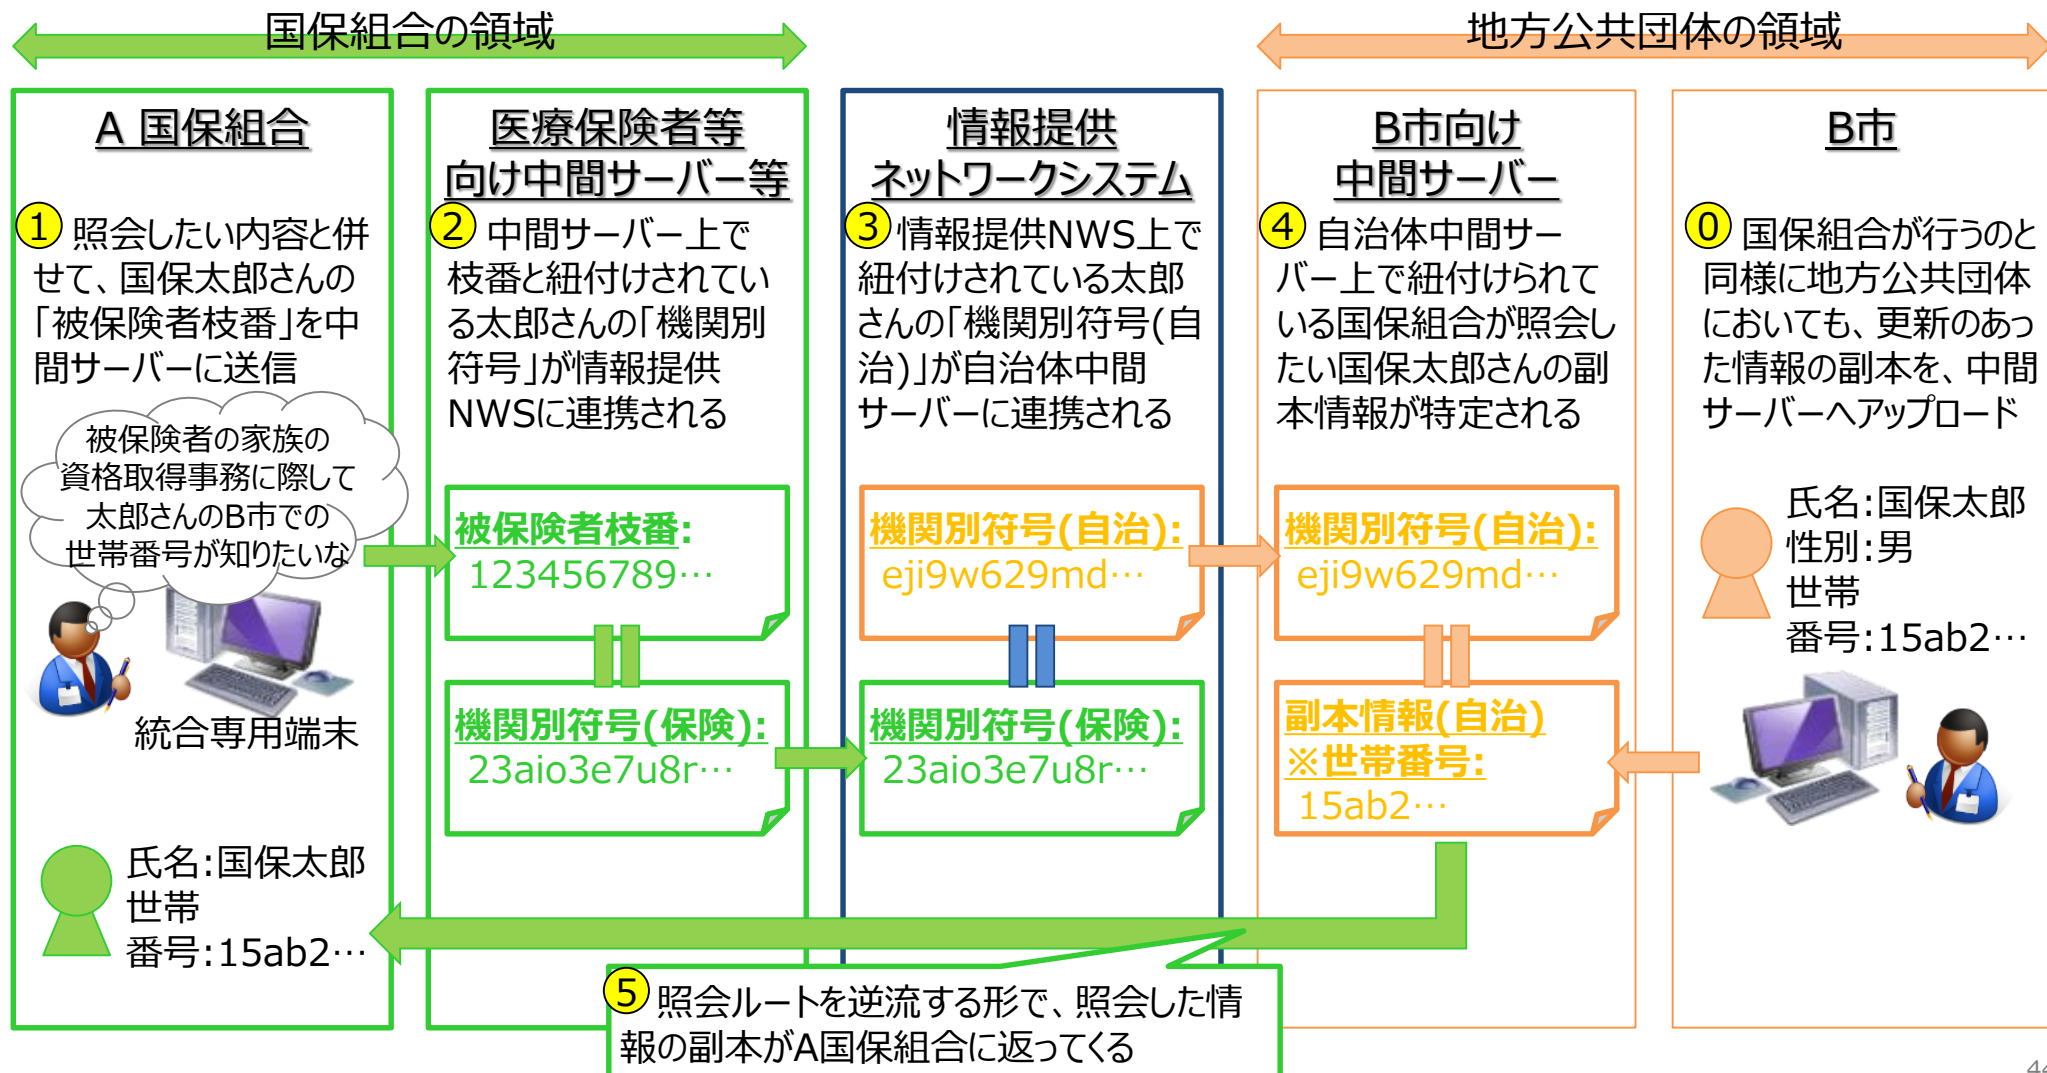 国保組合の領域
地方公共団体の領域
A 国保組合
① 照会したい内容と併
せて、国保太郎さんの
「被保険者枝番」を中
間サーバーに送信
被保険者の家族の
資格取得事務に際して
太郎さんのB市での
世帯番号が知りたいな
統合専用端末
氏名:国保太郎
世帯
番号:15ab2…
医療保険者等
向け中間サーバー等
② 中間サーバー上で
枝番と紐付けされてい
る太郎さんの「機関別
符号」が情報提供
NWSに連携される
被保険者枝番:
123456789…
機関別符号(保険):
23aio3e7u8r…
情報提供
ネットワークシステム
③ 情報提供NWS上で
紐付けされている太郎
さんの「機関別符号(自
治)」が自治体中間
サーバーに連携される
機関別符号(自治):
eji9w629md…
機関別符号(保険):
23aio3e7u8r…
B市向け
中間サーバー
④ 自治体中間サー
バー上で紐付けられて
いる国保組合が照会し
たい国保太郎さんの副
本情報が特定される
機関別符号(自治):
eji9w629md…
副本情報(自治)
※世帯番号:
15ab2…
B市
⓪ 国保組合が行うのと
同様に地方公共団体
においても、更新のあっ
た情報の副本を、中間
サーバーへアップロード
氏名:国保太郎
性別:男
世帯
番号:15ab2…
⑤ 照会ルートを逆流する形で、照会した情
報の副本がA国保組合に返ってくる
44